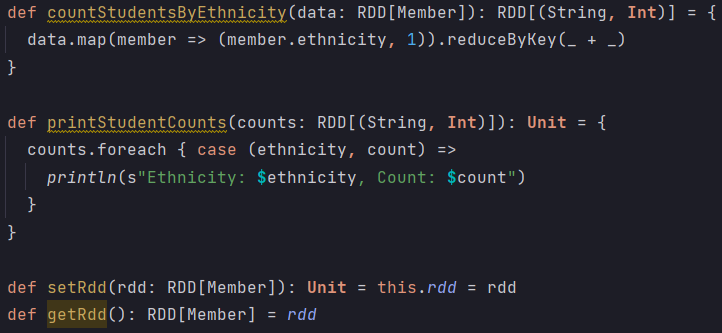 def countStudentsByEthnicity(data: RDD[Member]): RDD[(String, Int)] = {
  data.map(member => (member.ethnicity, 1)).reduceByKey(_ + _)
}
def printStudentCounts(counts: RDD[(String, Int)]): Unit = {
  counts.foreach { case (ethnicity, count) =>
    println(s"Ethnicity: $ethnicity, Count: $count")
  }
}
def setRdd(rdd: RDD[Member]): Unit = this.rdd = rdd
def getRdd(): RDD[Member] = rdd